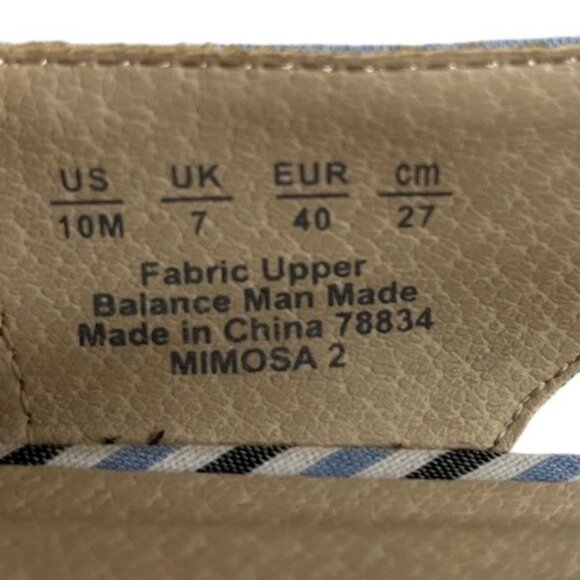 US UK EUR cm
10M 7 40 27
Fabric Upper
Balance Man Made
Made in China 78834
MIMOSA 2